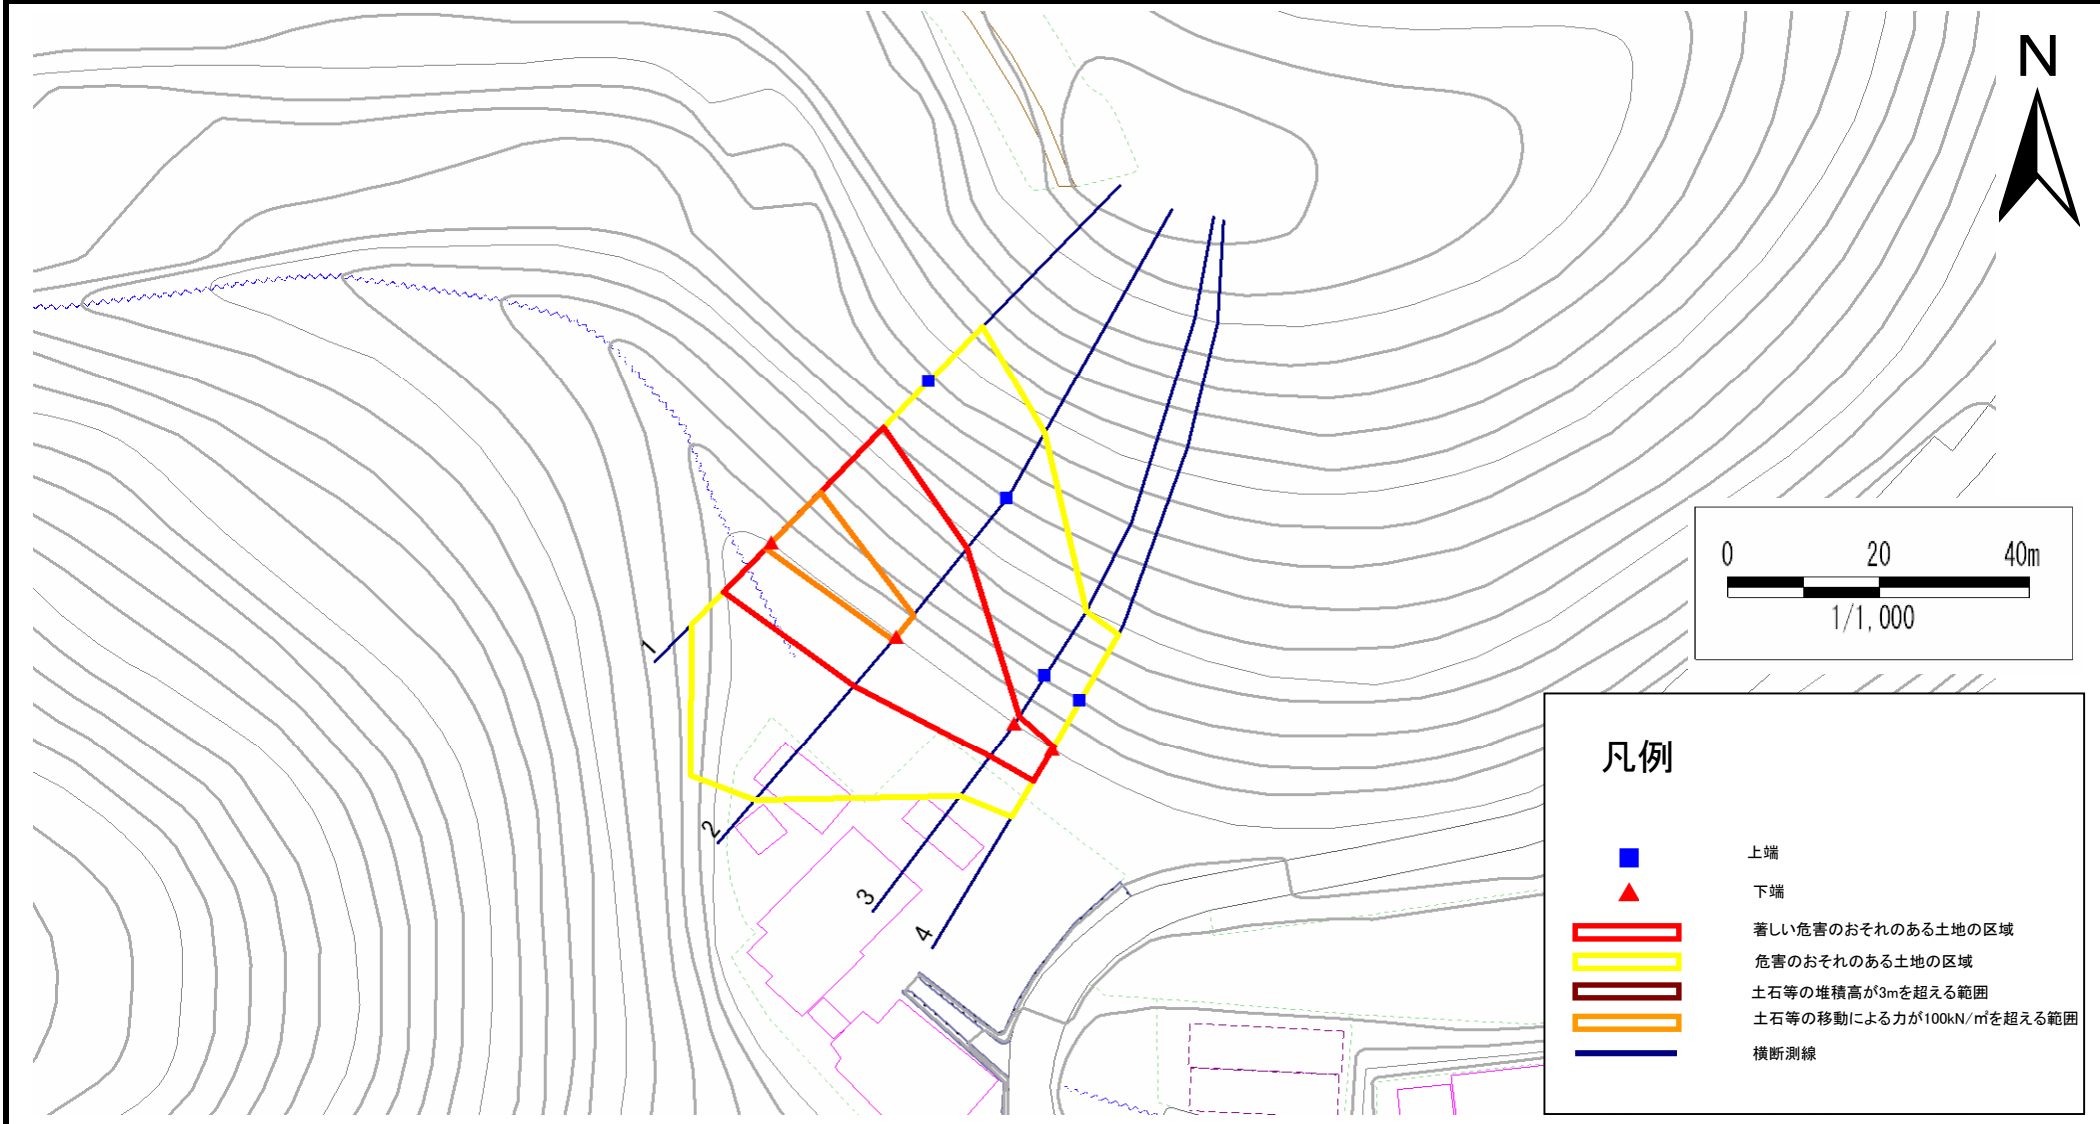 N
0 20 40m
1/1,000
1
2
3
4
凡例
上端
下端
著しい危害のおそれのある土地の区域
危害のおそれのある土地の区域
土石等の堆積高が3mを超える範囲
土石等の移動による力が100kN/㎡を超える範囲
横断測線